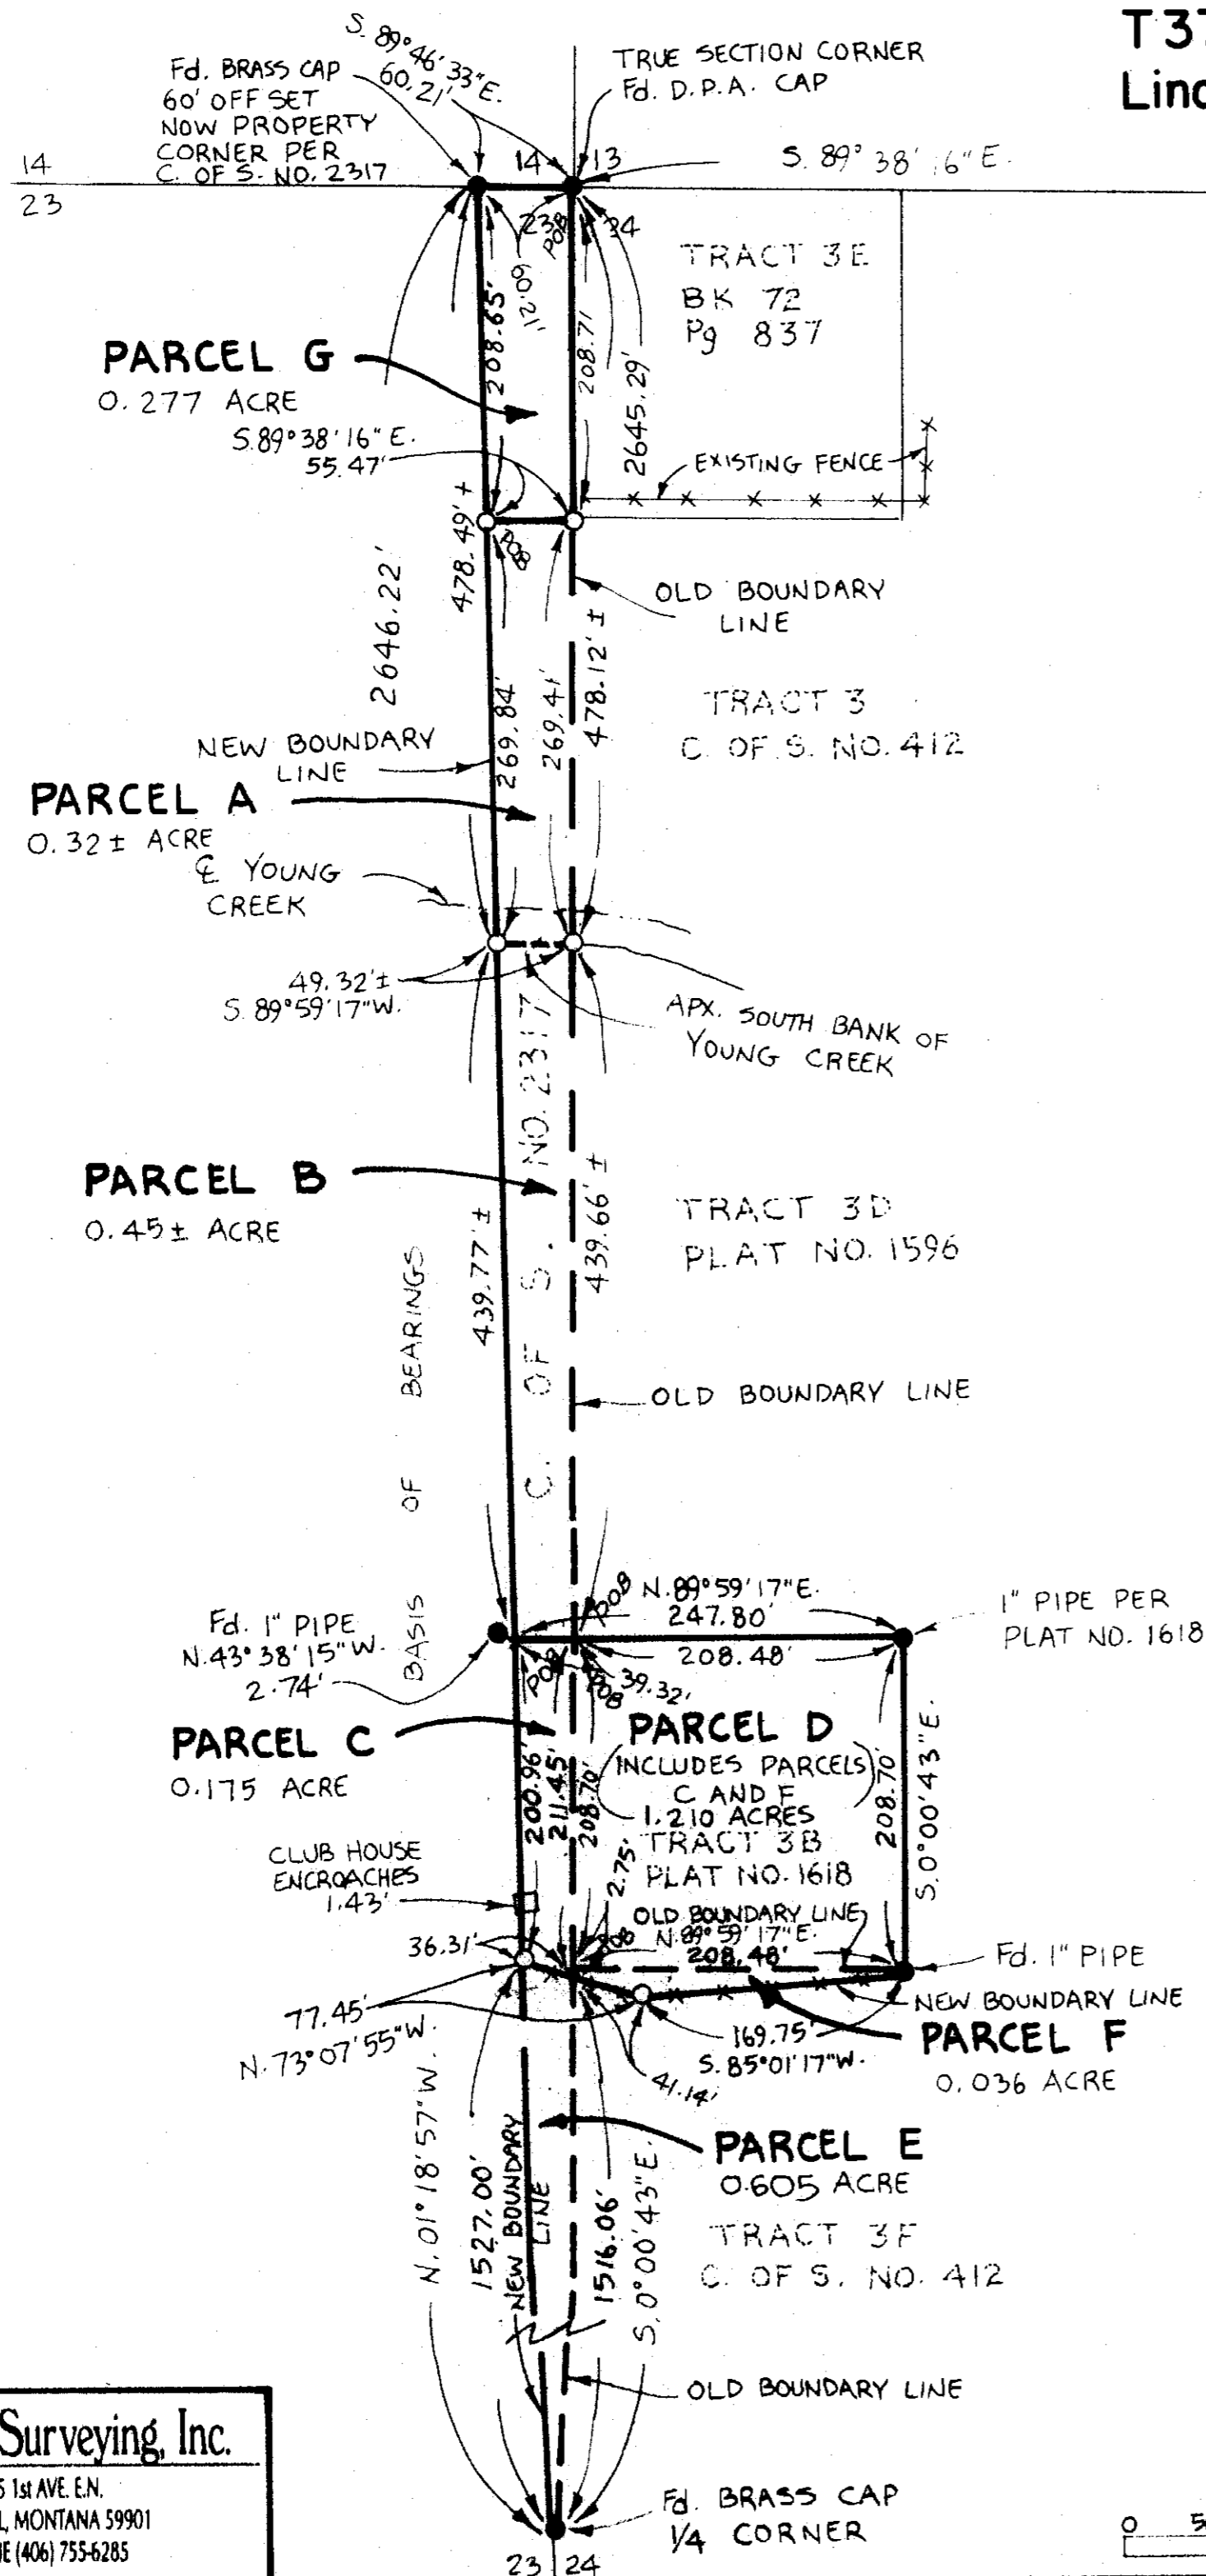 T37
Linc
S. 89°46'33"E.
60.21'
Fd. BRASS CAP
60' OFF SET
NOW PROPERTY
CORNER PER
C. OF S. NO. 2317
TRUE SECTION CORNER
Fd. D.P.A. CAP
14
23
14 13
S. 89° 38' 16" E.
23 24
POB
TRACT 3E
BK 72
Pg 837
208.65'
60.21'
208.71
2645.29'
PARCEL G
0.277 ACRE
S.89°38'16"E.
55.47'
EXISTING FENCE
478.49' ±
POB
2646.22'
OLD BOUNDARY
LINE
269.84'
269.41'
478.12' ±
TRACT 3
C. OF S. NO. 412
NEW BOUNDARY
LINE
PARCEL A
0.32 ± ACRE
℄ YOUNG
CREEK
49.32'±
S. 89°59'17"W.
APX. SOUTH BANK OF
YOUNG CREEK
C. OF S. NO. 2317
PARCEL B
0.45 ± ACRE
439.77' ±
439.66' ±
TRACT 3D
PLAT NO. 1596
BASIS OF BEARINGS
OLD BOUNDARY LINE
POB
N.89°59'17"E.
247.80'
1" PIPE PER
PLAT NO. 1618
Fd. 1" PIPE
N.43°38'15"W.
2.74'
208.48'
POB
POB
39.32'
PARCEL C
0.175 ACRE
PARCEL D
INCLUDES PARCELS
C AND F
1.210 ACRES
TRACT 3B
PLAT NO. 1618
200.96'
211.45'
208.70'
208.70'
S.0°00'43"E.
CLUB HOUSE
ENCROACHES
1.43'
2.75'
OLD BOUNDARY LINE
N.89°59'17"E.
208.48'
POB
36.31'
Fd. 1" PIPE
NEW BOUNDARY LINE
77.45'
N.73°07'55"W.
169.75'
S.85°01'17"W.
41.14'
PARCEL F
0.036 ACRE
PARCEL E
0.605 ACRE
TRACT 3F
C. OF S. NO. 412
N.01°18'57"W.
1527.00'
NEW BOUNDARY
LINE
1516.06'
S.0°00'43"E.
OLD BOUNDARY LINE
Surveying, Inc.
5 1st AVE. E.N.
L, MONTANA 59901
NE (406) 755-6285
Fd. BRASS CAP
1/4 CORNER
23 24
0 5